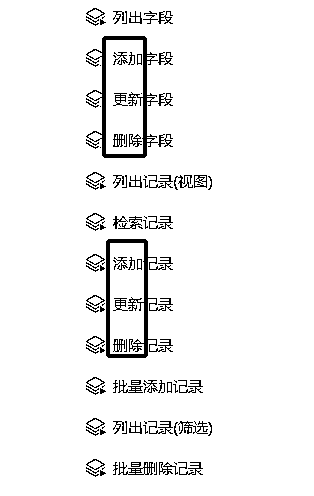 列出字段
添加字段
更新字段
删除字段
列出记录(视图)
检索记录
添加记录
更新记录
删除记录
批量添加记录
列出记录(筛选)
批量删除记录